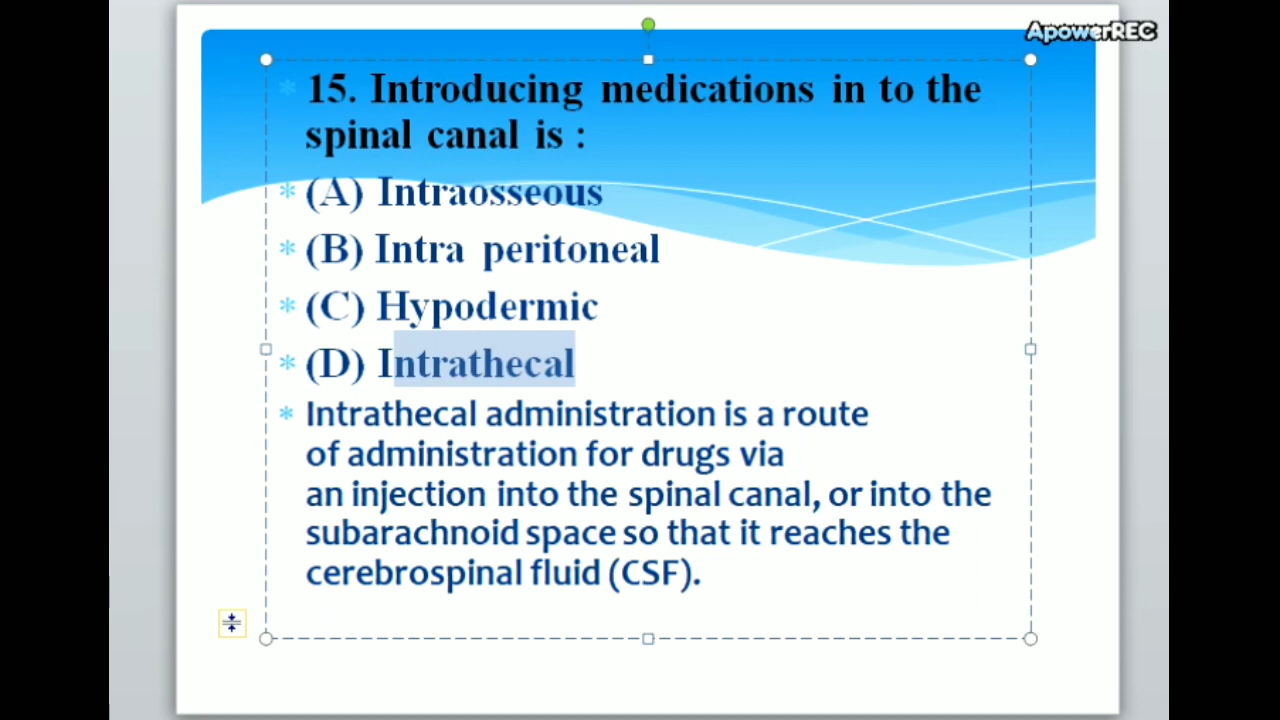 ApowerREC
* 15. Introducing medications in to the
spinal canal is :
* (A) Intraosseous
* (B) Intra peritoneal
* (C) Hypodermic
* (D) Intrathecal
* Intrathecal administration is a route
of administration for drugs via
an injection into the spinal canal, or into the
subarachnoid space so that it reaches the
cerebrospinal fluid (CSF).